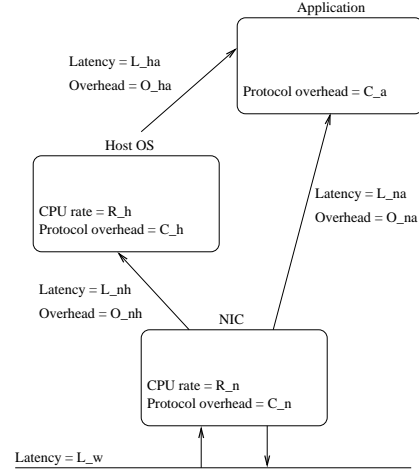 Application
Latency = L_ha
Overhead = O_ha
Protocol overhead = C_a
Host OS
CPU rate = R_h
Protocol overhead = C_h
Latency = L_na
Overhead = O_na
Latency = L_nh
Overhead = O_nh
NIC
CPU rate = R_n
Protocol overhead = C_n
Latency = L_w